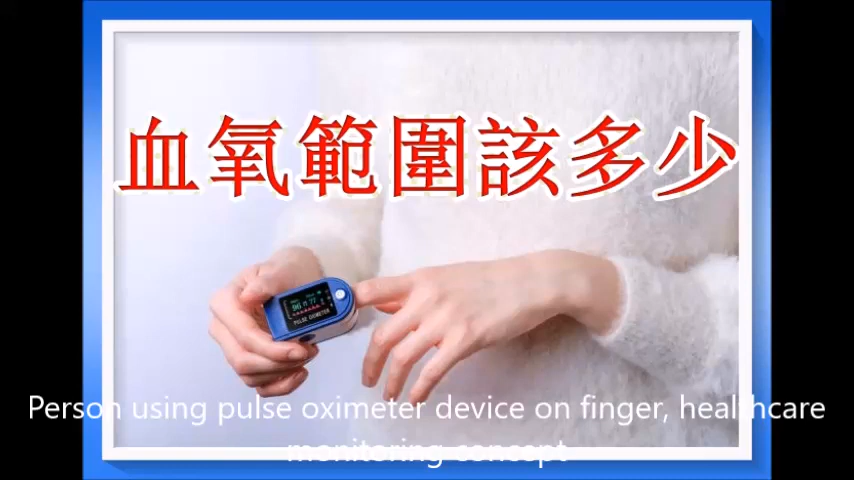 血氧範圍該多少
PULSE OXIMETER
Person using pulse oximeter device on finger, healthcare
monitoring concept